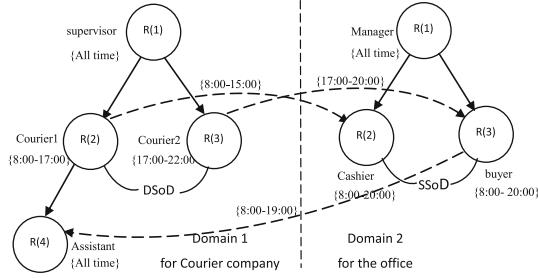 supervisor
R(1)
{All time}
Manager
R(1)
{All time}
{8:00-15:00}
{17:00-20:00}
Courier1
R(2)
{8:00-17:00}
Courier2
R(3)
{17:00-22:00}
DSoD
R(2)
Cashier
{8:00-20:00}
R(3)
buyer
{8:00- 20:00}
SSoD
{8:00-19:00}
R(4)
Assistant
{All time}
Domain 1
for Courier company
Domain 2
for the office